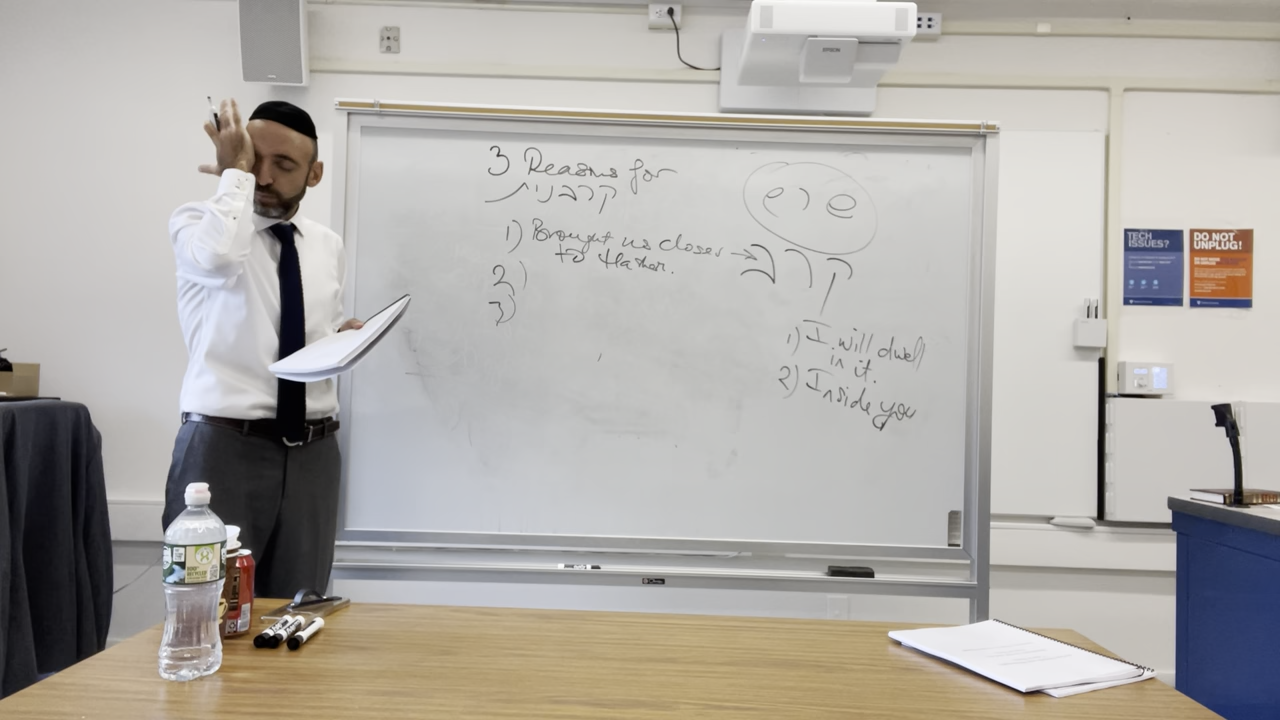 3 Reasons for
קרבנות
1) Brought us closer →
to Hashem.
2)
3)
קרב
1) I will dwell
in it.
2) Inside you
EPSON
TECH
ISSUES?
DO NOT
UNPLUG!